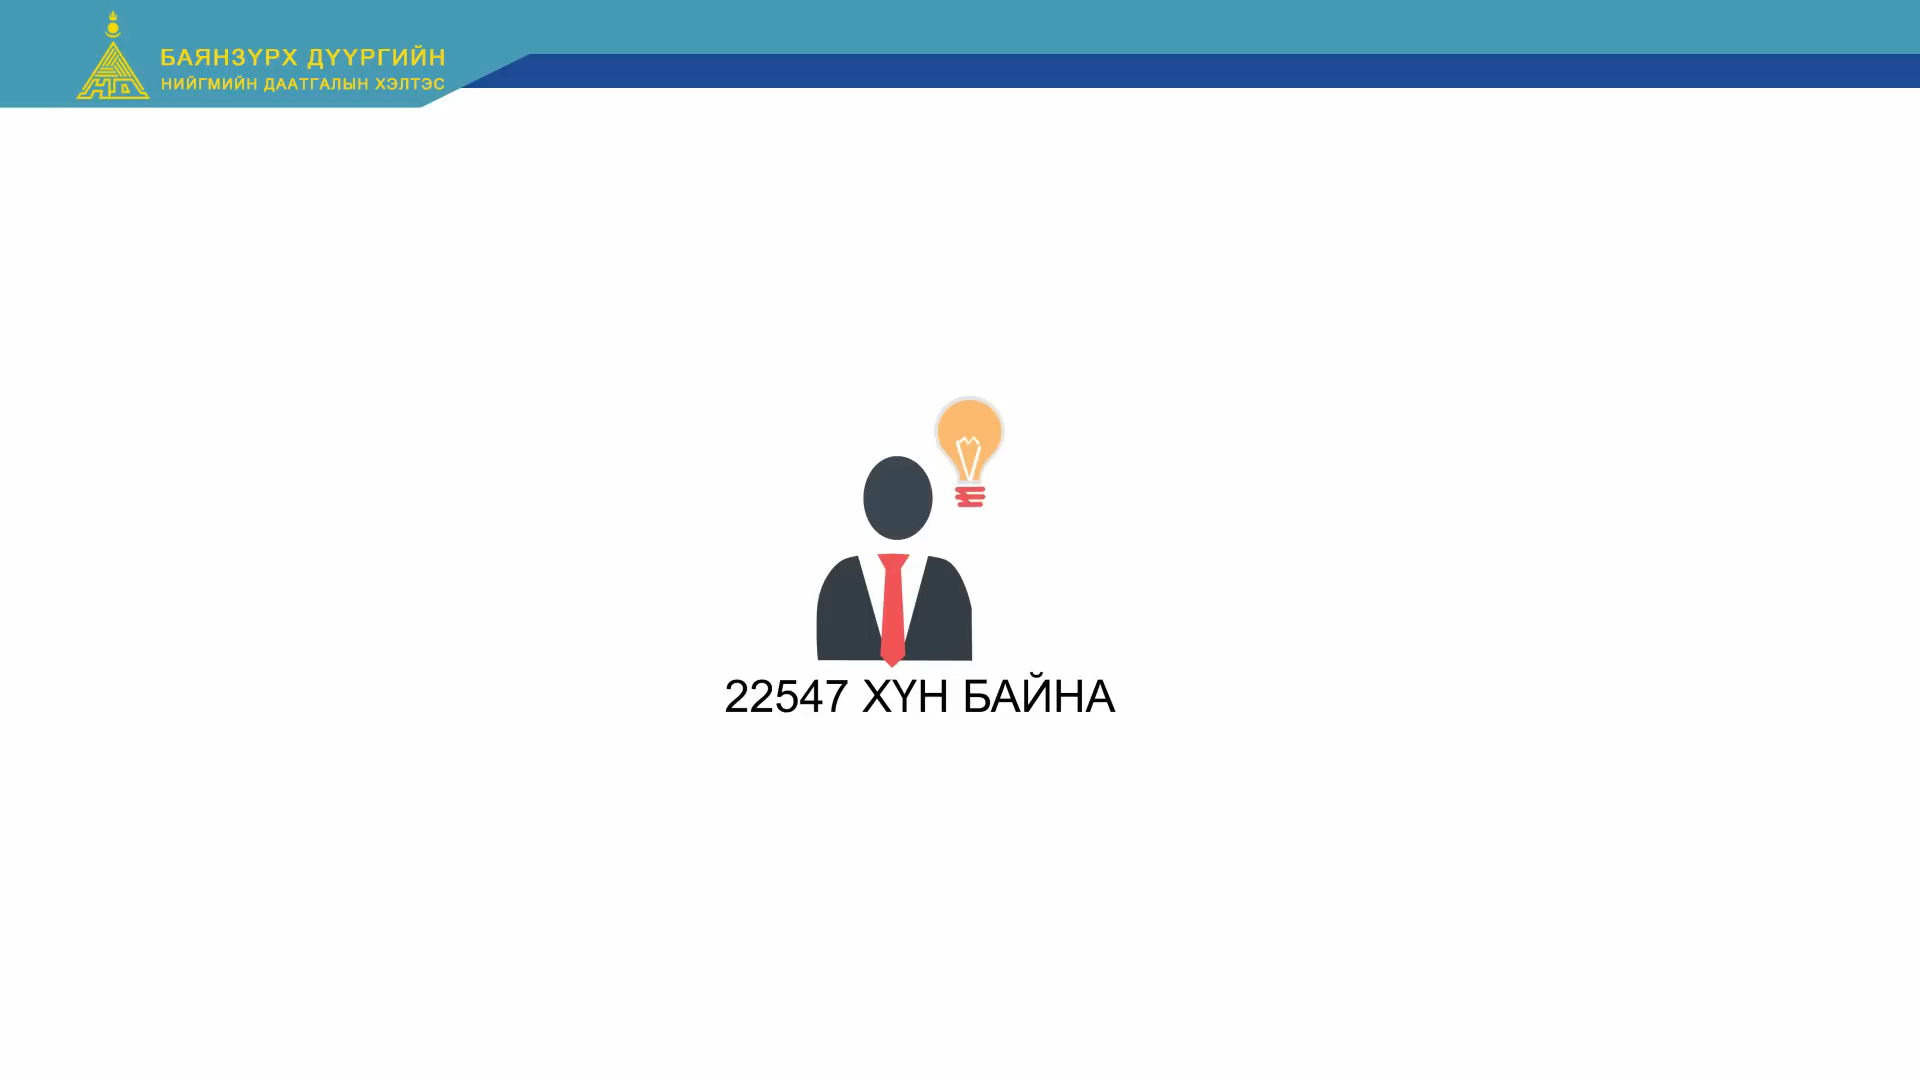 БАЯНЗҮРХ ДҮҮРГИЙН
НИЙГМИЙН ДААТГАЛЫН ХЭЛТЭС
22547 ХҮН БАЙНА